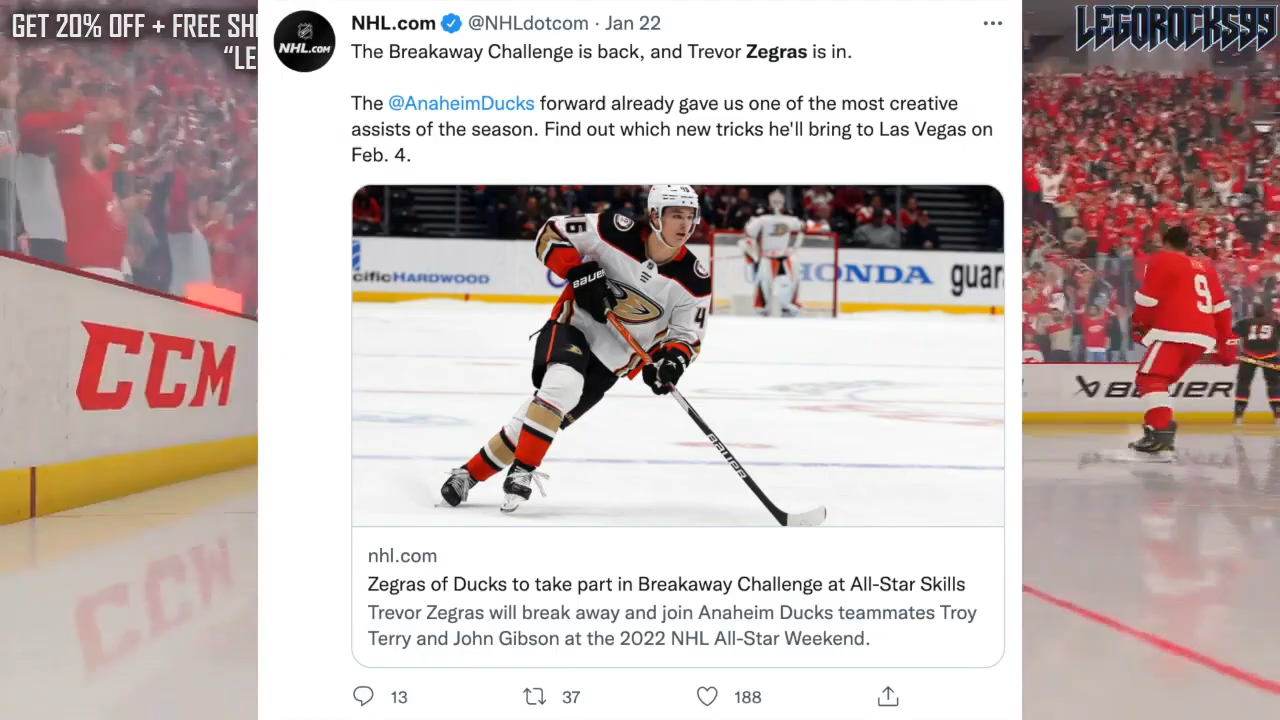 GET 20% OFF + FREE SHI
"LE
LEGOROCKS99
NHL.com @NHLdotcom · Jan 22
NHL.COM
The Breakaway Challenge is back, and Trevor Zegras is in.
The @AnaheimDucks forward already gave us one of the most creative
assists of the season. Find out which new tricks he'll bring to Las Vegas on
Feb. 4.
46
BAUER
4
cificHARDWOOD
HONDA
guar
BAUER
CCM
9
19
BAUER
nhl.com
Zegras of Ducks to take part in Breakaway Challenge at All-Star Skills
Trevor Zegras will break away and join Anaheim Ducks teammates Troy
Terry and John Gibson at the 2022 NHL All-Star Weekend.
13 37 188